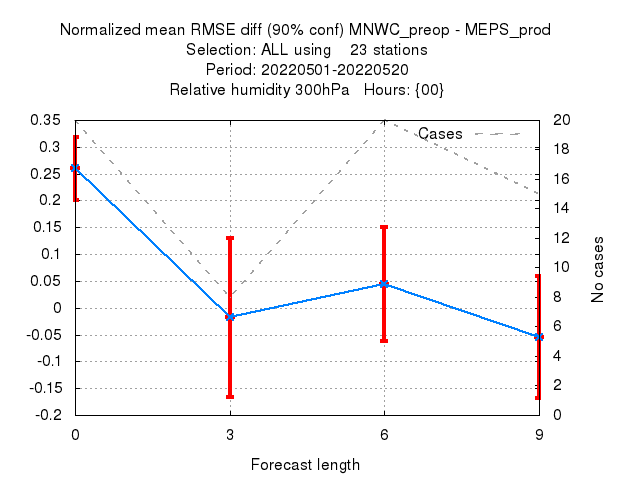 Normalized mean RMSE diff (90% conf) MNWC_preop - MEPS_prod
Selection: ALL using    23 stations
Period: 20220501-20220520
Relative humidity 300hPa   Hours: {00}
Cases
0.35
0.3
0.25
0.2
0.15
0.1
0.05
0
-0.05
-0.1
-0.15
-0.2
20
18
16
14
12
10
8
6
4
2
0
No cases
0 3 6 9
Forecast length